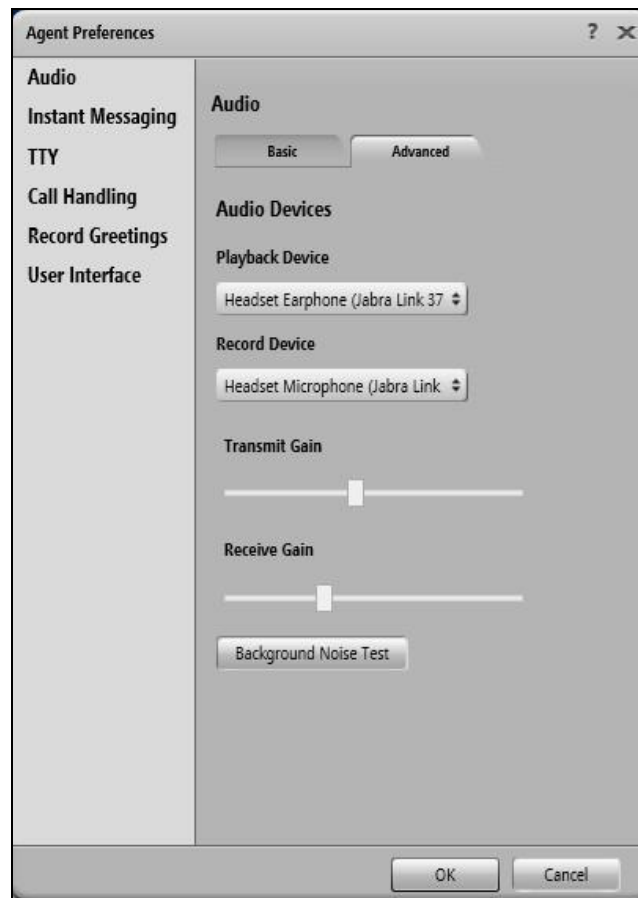 Agent Preferences
?
Audio
Instant Messaging
TTY
Call Handling
Record Greetings
User Interface
Audio
Basic
Advanced
Audio Devices
Playback Device
Headset Earphone (Jabra Link 37
Record Device
Headset Microphone (Jabra Link
Transmit Gain
Receive Gain
Background Noise Test
OK
Cancel